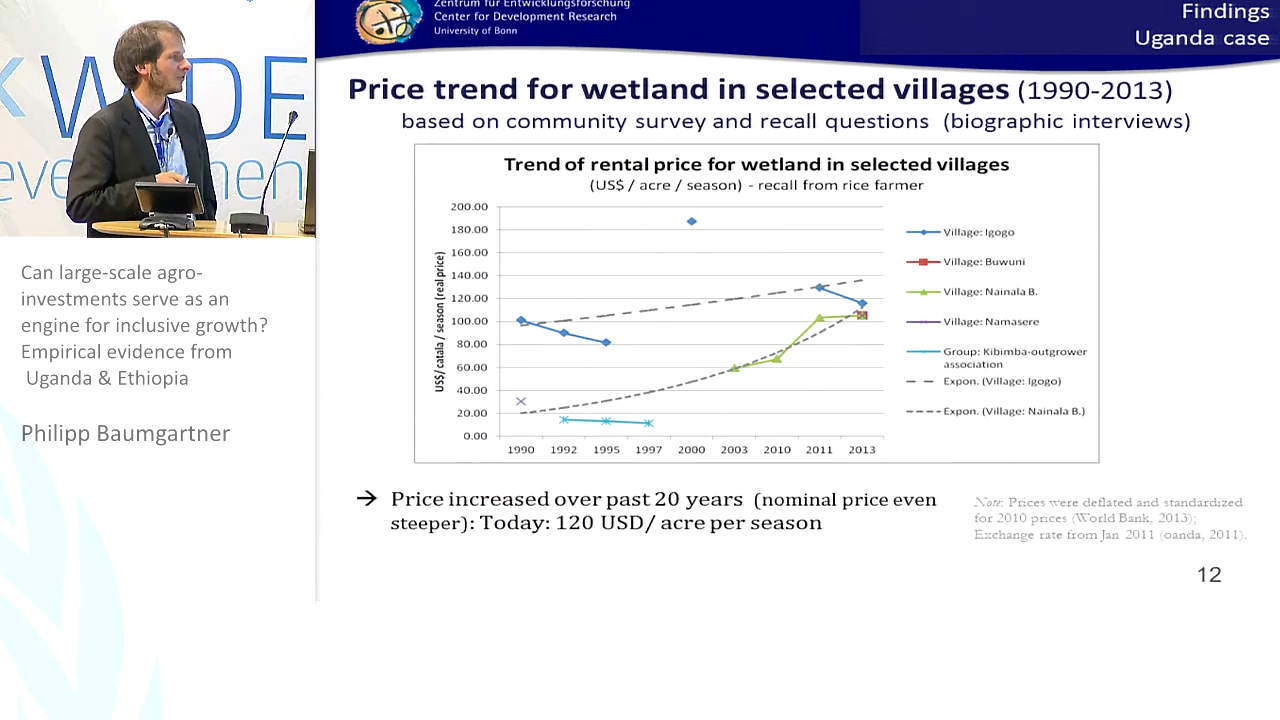 WIDE
eve
men
Can large-scale agro-
investments serve as an
engine for inclusive growth?
Empirical evidence from
Uganda & Ethiopia
Philipp Baumgartner
Zentrum für Entwicklungsforschung
Center for Development Research
University of Bonn
Findings
Uganda case
Price trend for wetland in selected villages (1990-2013)
based on community survey and recall questions (biographic interviews)
Trend of rental price for wetland in selected villages
(US$ / acre / season) - recall from rice farmer
US$/ catala / season (real price)
200.00
180.00
160.00
140.00
120.00
100.00
80.00
60.00
40.00
20.00
0.00
1990 1992 1995 1997 2000 2003 2010 2011 2013
Village: Igogo
Village: Buwuni
Village: Nainala B.
Village: Namasere
Group: Kibimba-outgrower
association
Expon. (Village: Igogo)
Expon. (Village: Nainala B.)
→ Price increased over past 20 years (nominal price even
steeper): Today: 120 USD/ acre per season
Note: Prices were deflated and standardized
for 2010 prices (World Bank, 2013);
Exchange rate from Jan 2011 (oanda, 2011).
12